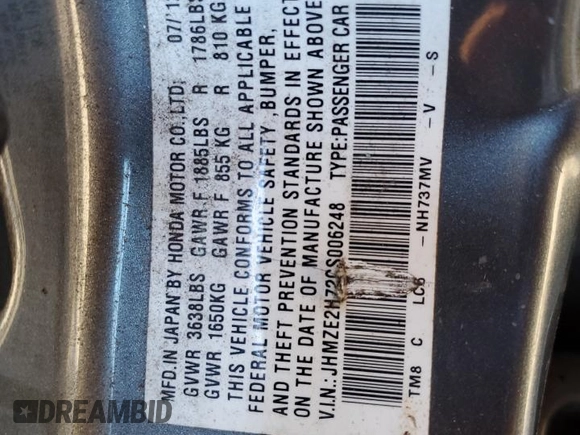 MFD.IN JAPAN BY HONDA MOTOR CO.,LTD. 07/
GVWR 3638LBS GAWR F 1885LBS R 1786LBS
GVWR 1650KG GAWR F 855 KG R 810 KG
THIS VEHICLE CONFORMS TO ALL APPLICABLE
FEDERAL MOTOR VEHICLE SAFETY ,BUMPER,
AND THEFT PREVENTION STANDARDS IN EFFECT
ON THE DATE OF MANUFACTURE SHOWN ABOVE
V.I.N.: JHMZE2H72CS006248 TYPE:PASSENGER CAR
TM8 C LC6 -NH737MV -V -S
DREAMBID